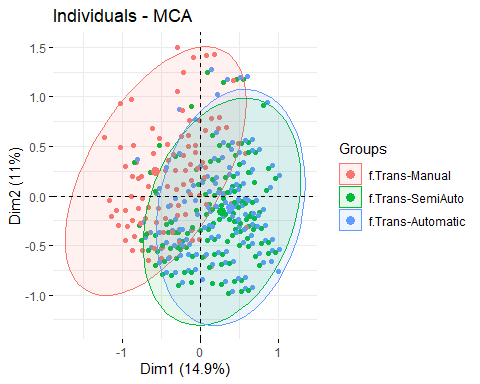 Individuals - MCA
1.5
1.0
0.5
0.0
-0.5
-1.0
Dim2 (11%)
-1
0
1
Dim1 (14.9%)
Groups
f.Trans-Manual
f.Trans-SemiAuto
f.Trans-Automatic